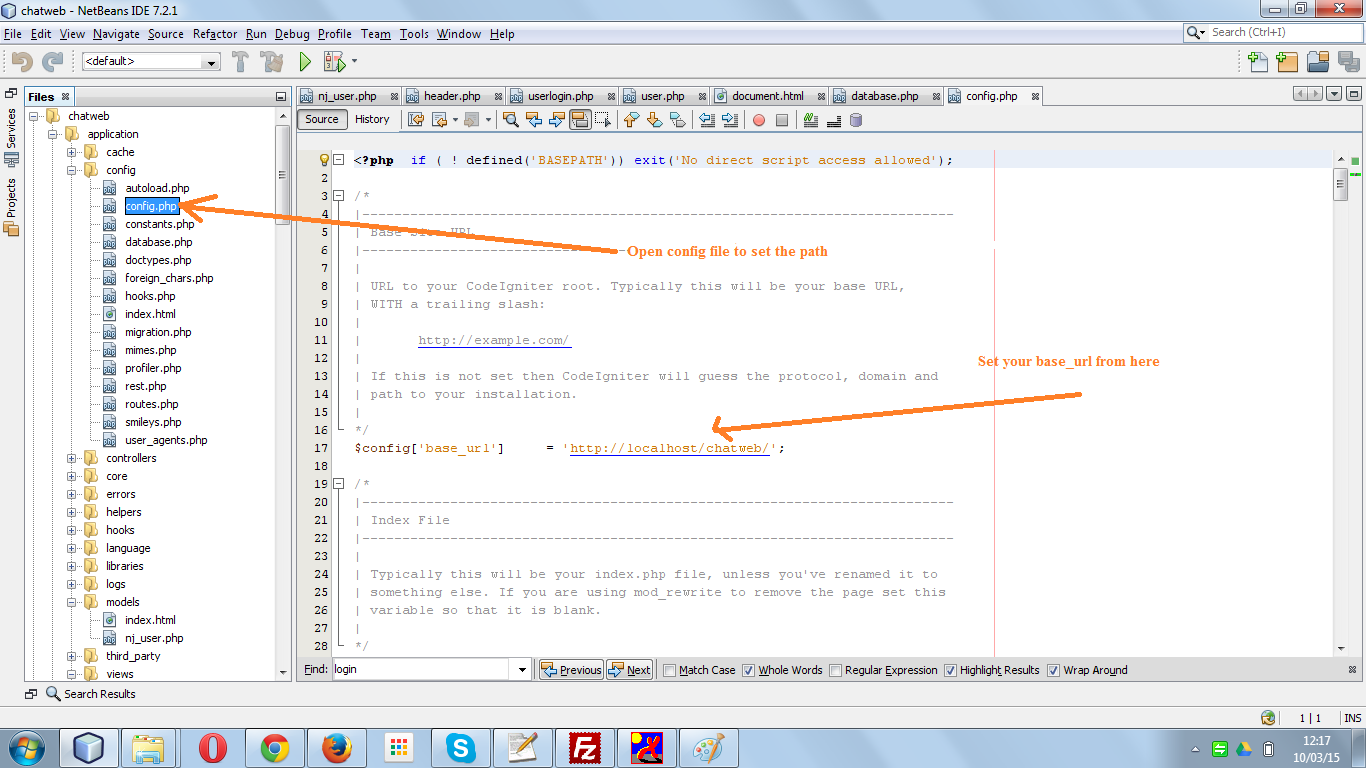 chatweb - NetBeans IDE 7.2.1
File Edit View Navigate Source Refactor Run Debug Profile Team Tools Window Help
Search (Ctrl+I)
<default>
Files
Services
Projects
chatweb
application
cache
config
autoload.php
config.php
constants.php
database.php
doctypes.php
foreign_chars.php
hooks.php
index.html
migration.php
mimes.php
profiler.php
rest.php
routes.php
smileys.php
user_agents.php
controllers
core
errors
helpers
hooks
language
libraries
logs
models
index.html
nj_user.php
third_party
views
nj_user.php header.php userlogin.php user.php document.html database.php config.php
Source History
<?php  if ( ! defined('BASEPATH')) exit('No direct script access allowed');
2
3 /*
4 |--------------------------------------------------------------------------
5 | Base Site URL
6 |--------------------------------------------------------------------------
Open config file to set the path
7 |
8 | URL to your CodeIgniter root. Typically this will be your base URL,
9 | WITH a trailing slash:
10 |
11 | http://example.com/
12 |
Set your base_url from here
13 | If this is not set then CodeIgniter will guess the protocol, domain and
14 | path to your installation.
15 |
16 */
17 $config['base_url'] = 'http://localhost/chatweb/';
18
19 /*
20 |--------------------------------------------------------------------------
21 | Index File
22 |--------------------------------------------------------------------------
23 |
24 | Typically this will be your index.php file, unless you've renamed it to
25 | something else. If you are using mod_rewrite to remove the page set this
26 | variable so that it is blank.
27 |
28 */
Find: login Previous Next Match Case Whole Words Regular Expression Highlight Results Wrap Around
Search Results
1 | 1 INS
12:17
10/03/15